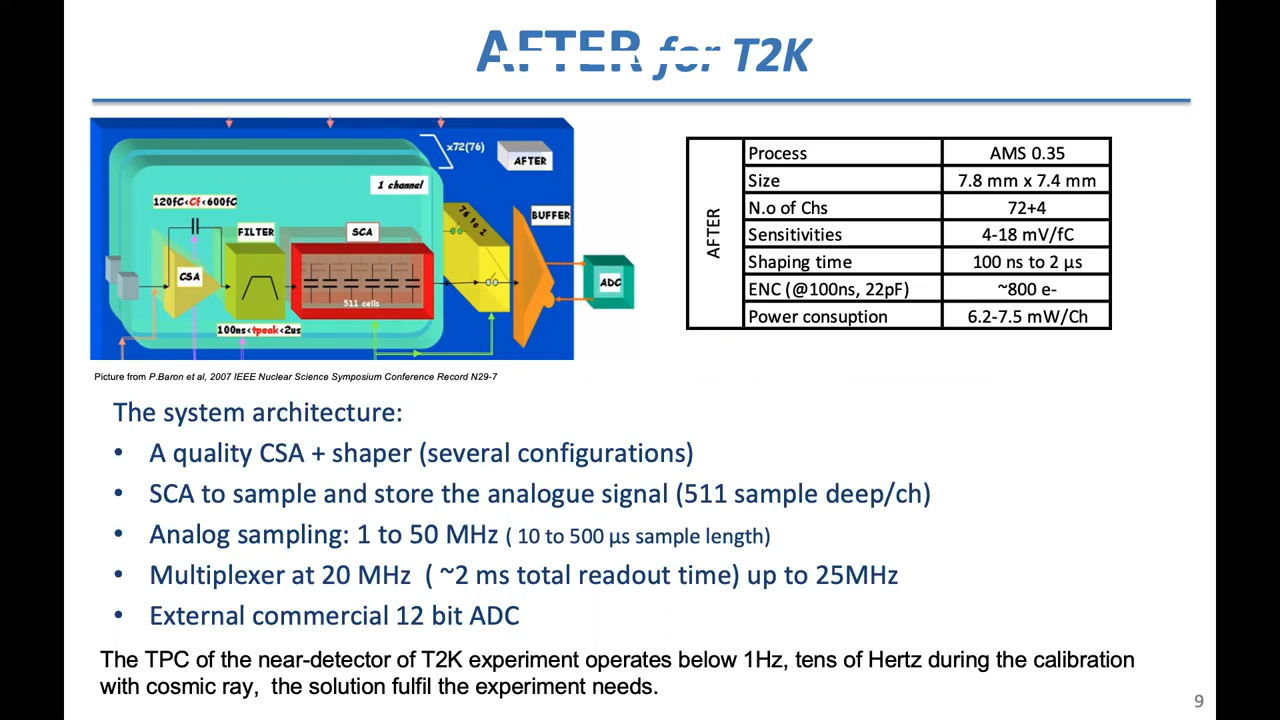 AFTER for T2K
x72(76)
AFTER
1 channel
120fC<Cf<600fC
FILTER
SCA
76 to 1
BUFFER
CSA
ADC
511 cells
100ns<tpeak<2us
Picture from P.Baron et al, 2007 IEEE Nuclear Science Symposium Conference Record N29-7
AFTER
Process AMS 0.35
Size 7.8 mm x 7.4 mm
N.o of Chs 72+4
Sensitivities 4-18 mV/fC
Shaping time 100 ns to 2 µs
ENC (@100ns, 22pF) ~800 e-
Power consuption 6.2-7.5 mW/Ch
The system architecture:
• A quality CSA + shaper (several configurations)
• SCA to sample and store the analogue signal (511 sample deep/ch)
• Analog sampling: 1 to 50 MHz ( 10 to 500 µs sample length)
• Multiplexer at 20 MHz ( ~2 ms total readout time) up to 25MHz
• External commercial 12 bit ADC
The TPC of the near-detector of T2K experiment operates below 1Hz, tens of Hertz during the calibration
with cosmic ray, the solution fulfil the experiment needs.
9